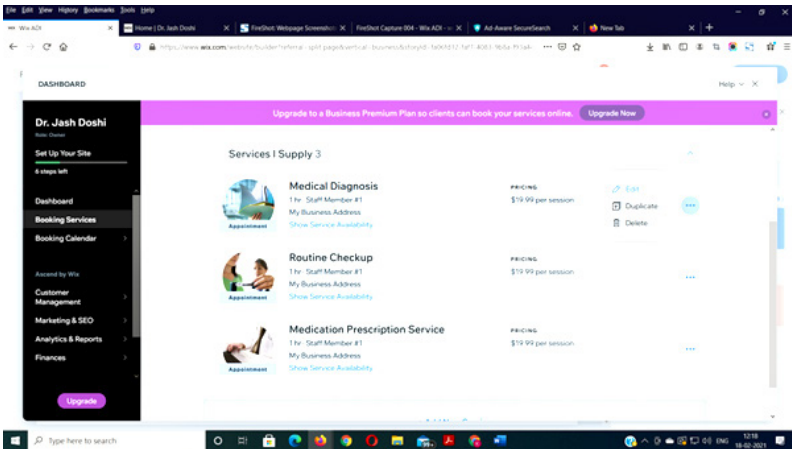 File Edit View History Bookmarks Tools Help
Wix ADI
Home | Dr. Jash Doshi
FireShot Webpage Screenshot
FireShot Capture 004 - Wix ADI -
Ad-Aware SecureSearch
New Tab
DASHBOARD
Help
Dr. Jash Doshi
Role: Owner
Set Up Your Site
6 steps left
Dashboard
Booking Services
Booking Calendar
Ascend by Wix
Customer
Management
Marketing & SEO
Analytics & Reports
Finances
Upgrade
Upgrade to a Business Premium Plan so clients can book your services online. Upgrade Now
Services I Supply 3
Medical Diagnosis
1 hr Staff Member #1
My Business Address
Show Service Availability
Appointment
PRICING
$19.99 per session
Edit
Duplicate
Delete
Routine Checkup
1 hr Staff Member #1
My Business Address
Show Service Availability
Appointment
PRICING
$19.99 per session
Medication Prescription Service
1 hr Staff Member #1
My Business Address
Show Service Availability
Appointment
PRICING
$19.99 per session
Type here to search
ENG
12:18
18-02-2021